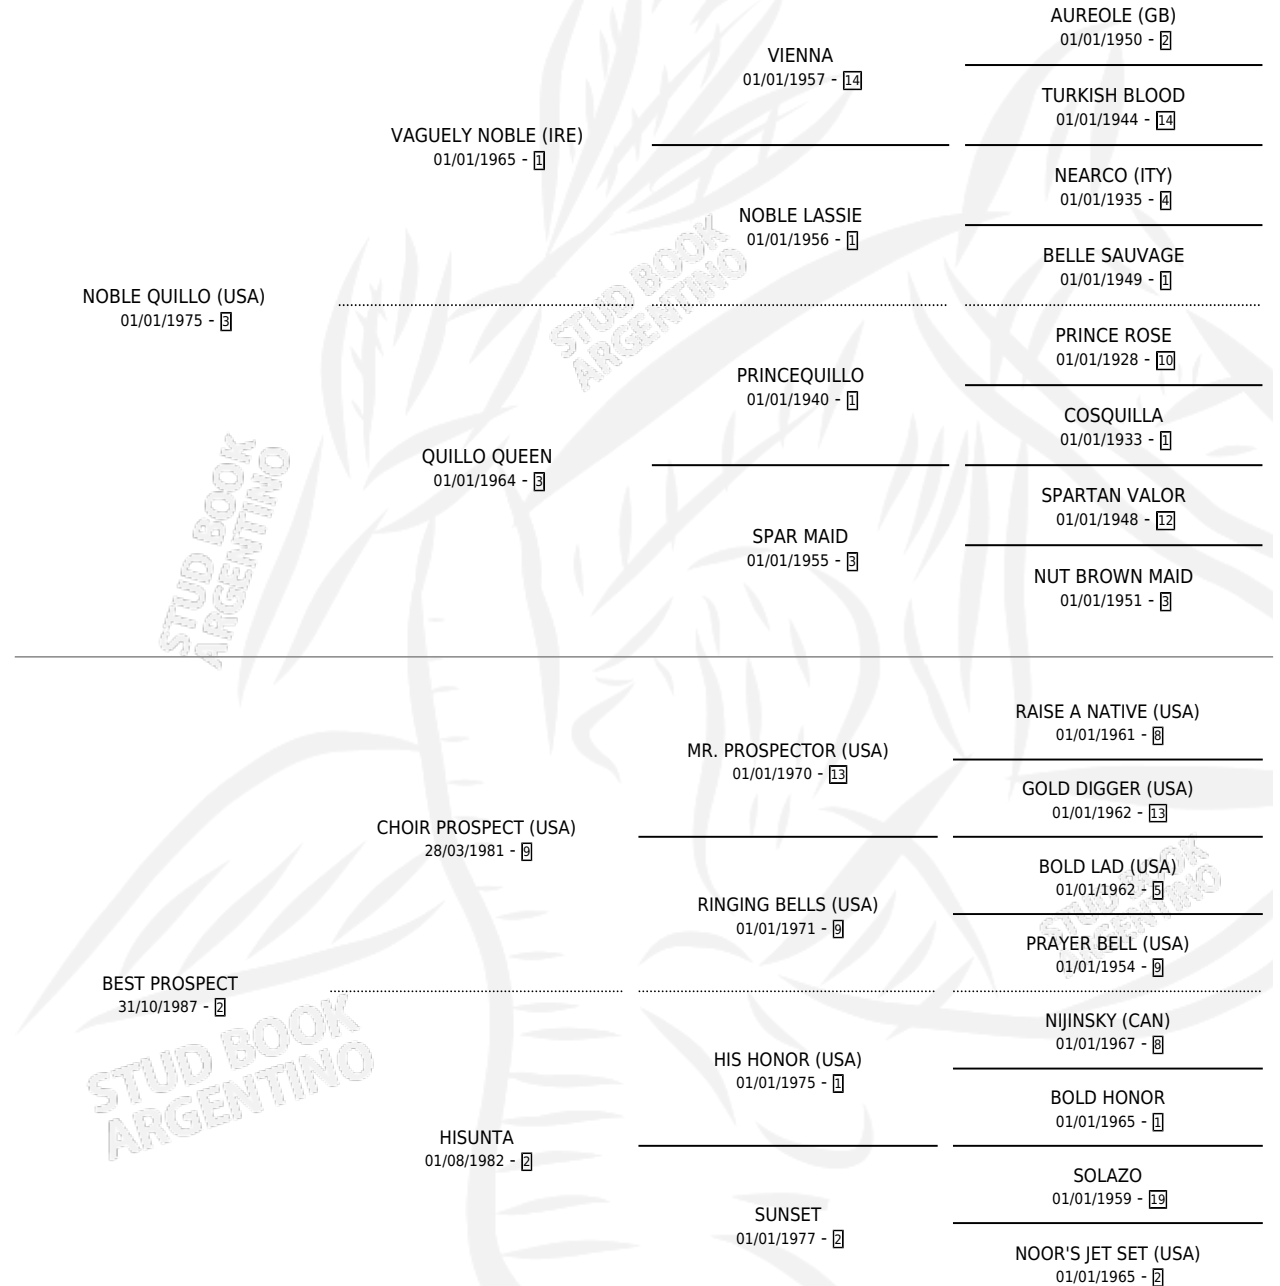 AUREOLE (GB)
01/01/1950 - 2
VIENNA
01/01/1957 - 14
TURKISH BLOOD
01/01/1944 - 14
VAGUELY NOBLE (IRE)
01/01/1965 - 1
NEARCO (ITY)
01/01/1935 - 4
NOBLE LASSIE
01/01/1956 - 1
BELLE SAUVAGE
01/01/1949 - 1
NOBLE QUILLO (USA)
01/01/1975 - 3
PRINCE ROSE
01/01/1928 - 10
PRINCEQUILLO
01/01/1940 - 1
COSQUILLA
01/01/1933 - 1
QUILLO QUEEN
01/01/1964 - 3
SPARTAN VALOR
01/01/1948 - 12
SPAR MAID
01/01/1955 - 3
NUT BROWN MAID
01/01/1951 - 3
RAISE A NATIVE (USA)
01/01/1961 - 8
MR. PROSPECTOR (USA)
01/01/1970 - 13
GOLD DIGGER (USA)
01/01/1962 - 13
CHOIR PROSPECT (USA)
28/03/1981 - 9
BOLD LAD (USA)
01/01/1962 - 5
RINGING BELLS (USA)
01/01/1971 - 9
PRAYER BELL (USA)
01/01/1954 - 9
BEST PROSPECT
31/10/1987 - 2
NIJINSKY (CAN)
01/01/1967 - 8
HIS HONOR (USA)
01/01/1975 - 1
BOLD HONOR
01/01/1965 - 1
HISUNTA
01/08/1982 - 2
SOLAZO
01/01/1959 - 19
SUNSET
01/01/1977 - 2
NOOR'S JET SET (USA)
01/01/1965 - 2
STUD BOOK
ARGENTINO
STUD BOOK
ARGENTINO
STUD BOOK
ARGENTINO
STUD BOOK
ARGENTINO